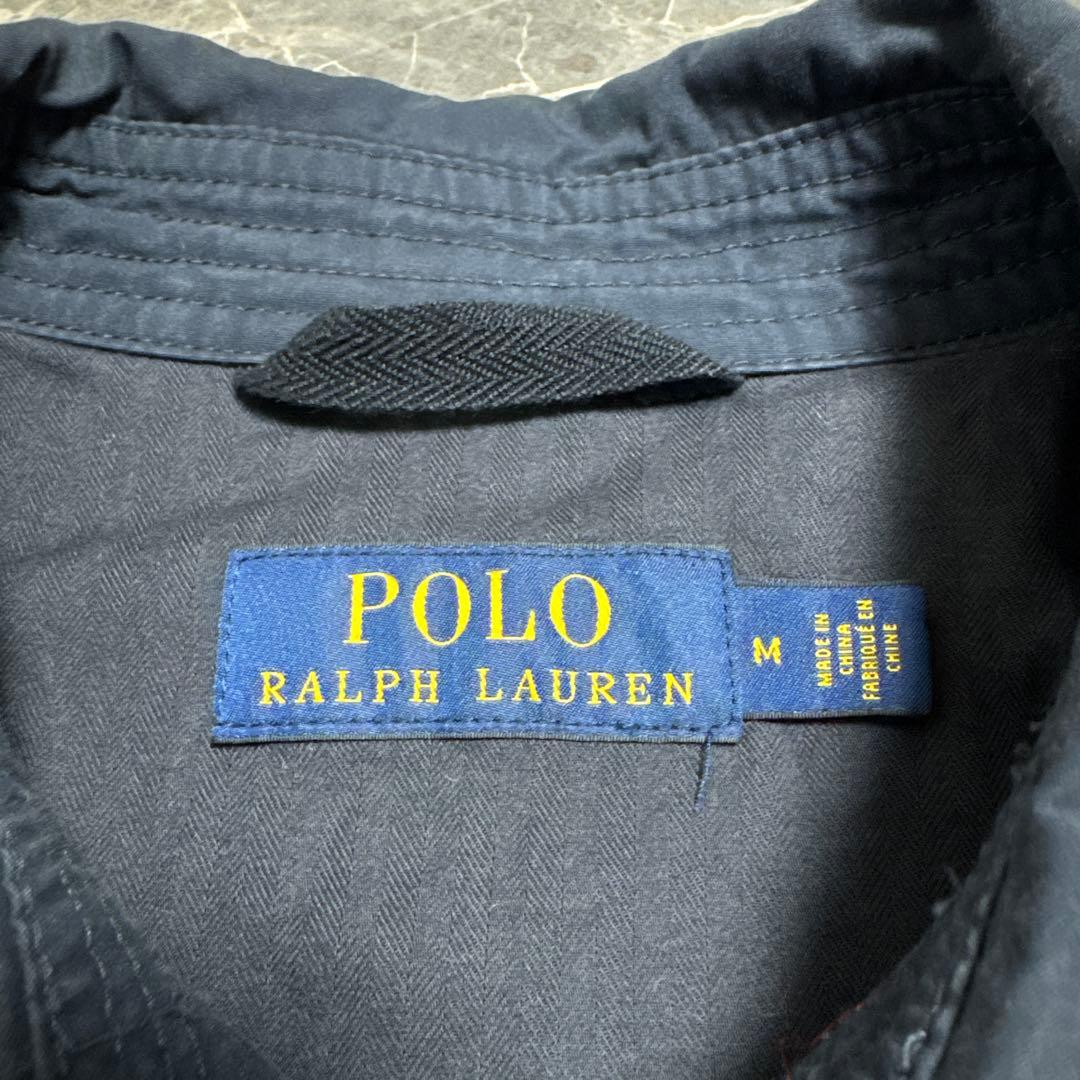 POLO
RALPH LAUREN
M
MADE IN
CHINA
FABRIQUÉ EN
CHINE